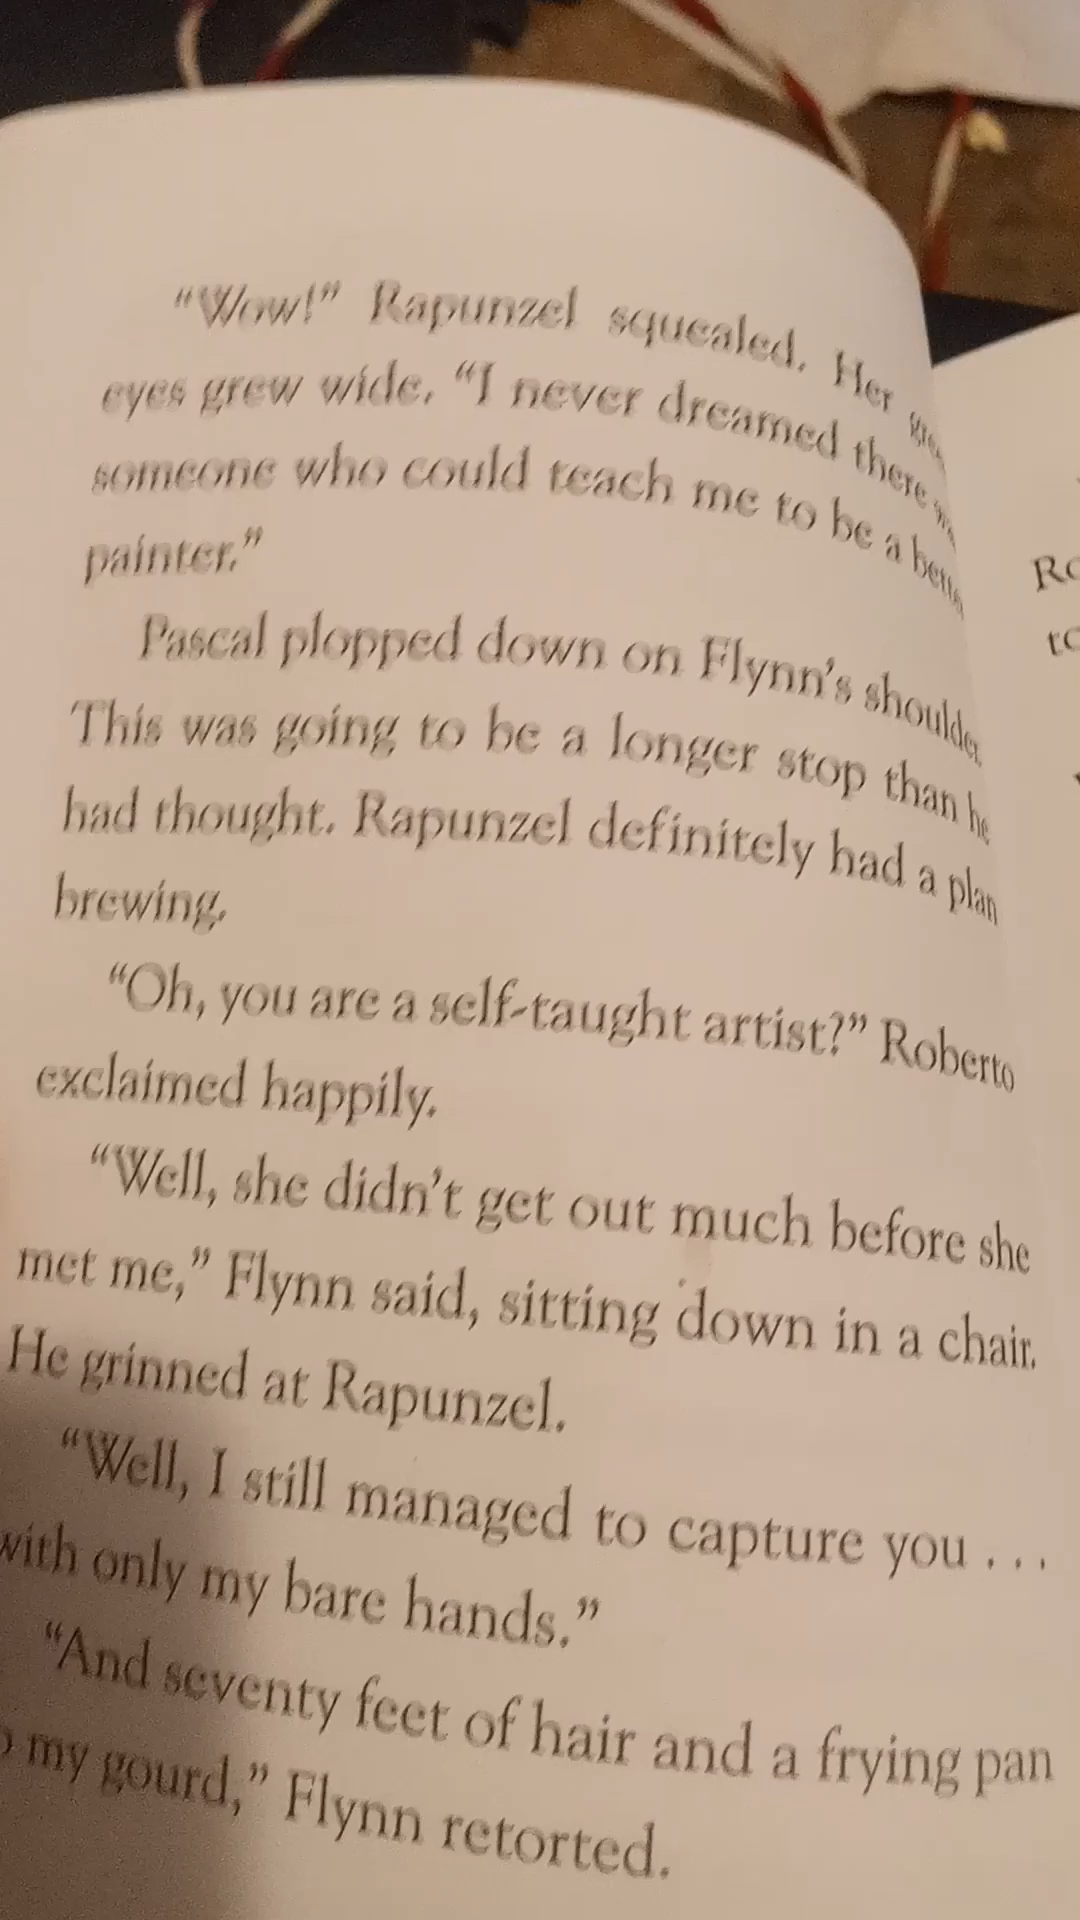 “Wow!” Rapunzel squealed. Her
eyes grew wide. “I never dreamed there
someone who could teach me to be a
painter.”
Pascal plopped down on Flynn’s shoulder.
This was going to be a longer stop than he
had thought. Rapunzel definitely had a plan
brewing.
“Oh, you are a self-taught artist?” Roberto
exclaimed happily.
“Well, she didn’t get out much before she
met me,” Flynn said, sitting down in a chair.
He grinned at Rapunzel.
“Well, I still managed to capture you . . .
with only my bare hands.”
“And seventy feet of hair and a frying pan
my gourd,” Flynn retorted.